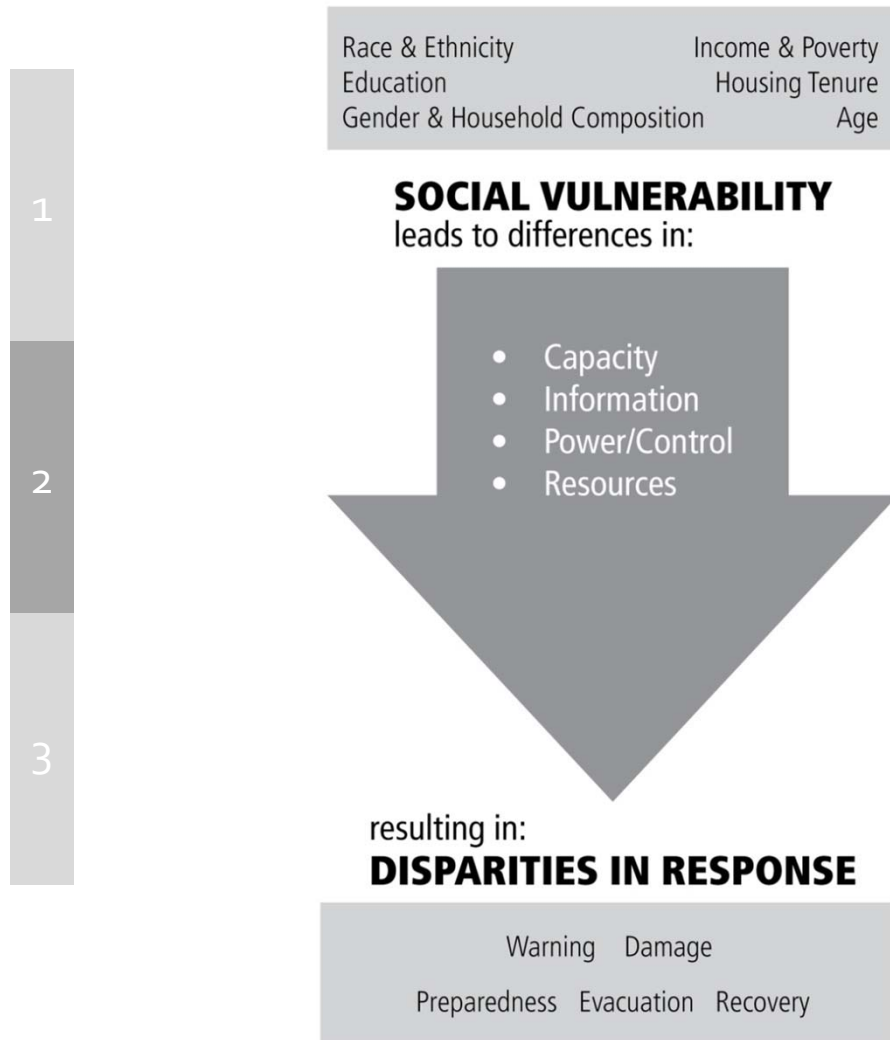 Race & Ethnicity Income & Poverty
Education Housing Tenure
Gender & Household Composition Age
SOCIAL VULNERABILITY
leads to differences in:
1
• Capacity
• Information
• Power/Control
• Resources
2
3
resulting in:
DISPARITIES IN RESPONSE
Warning Damage
Preparedness Evacuation Recovery